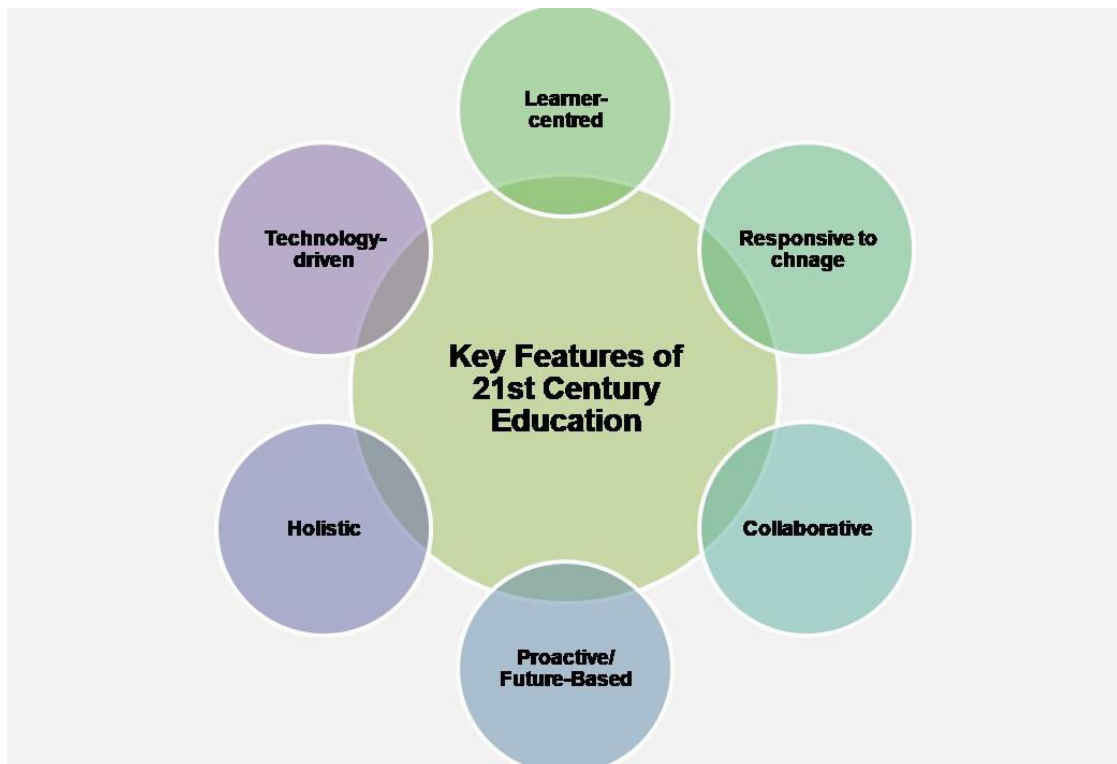 Learner-
centred
Technology-
driven
Responsive to
chnage
Key Features of
21st Century
Education
Holistic
Collaborative
Proactive/
Future-Based